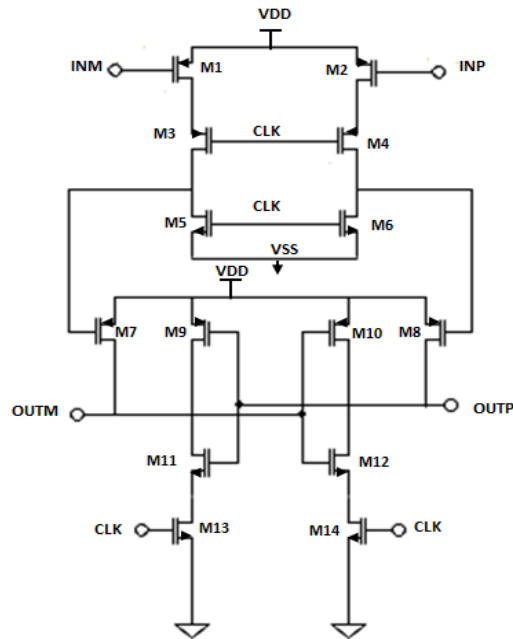 VDD
INM M1 M2 INP
M3 CLK M4
M5 CLK M6
VSS
VDD
M7 M9 M10 M8
OUTM OUTP
M11 M12
CLK M13 M14 CLK